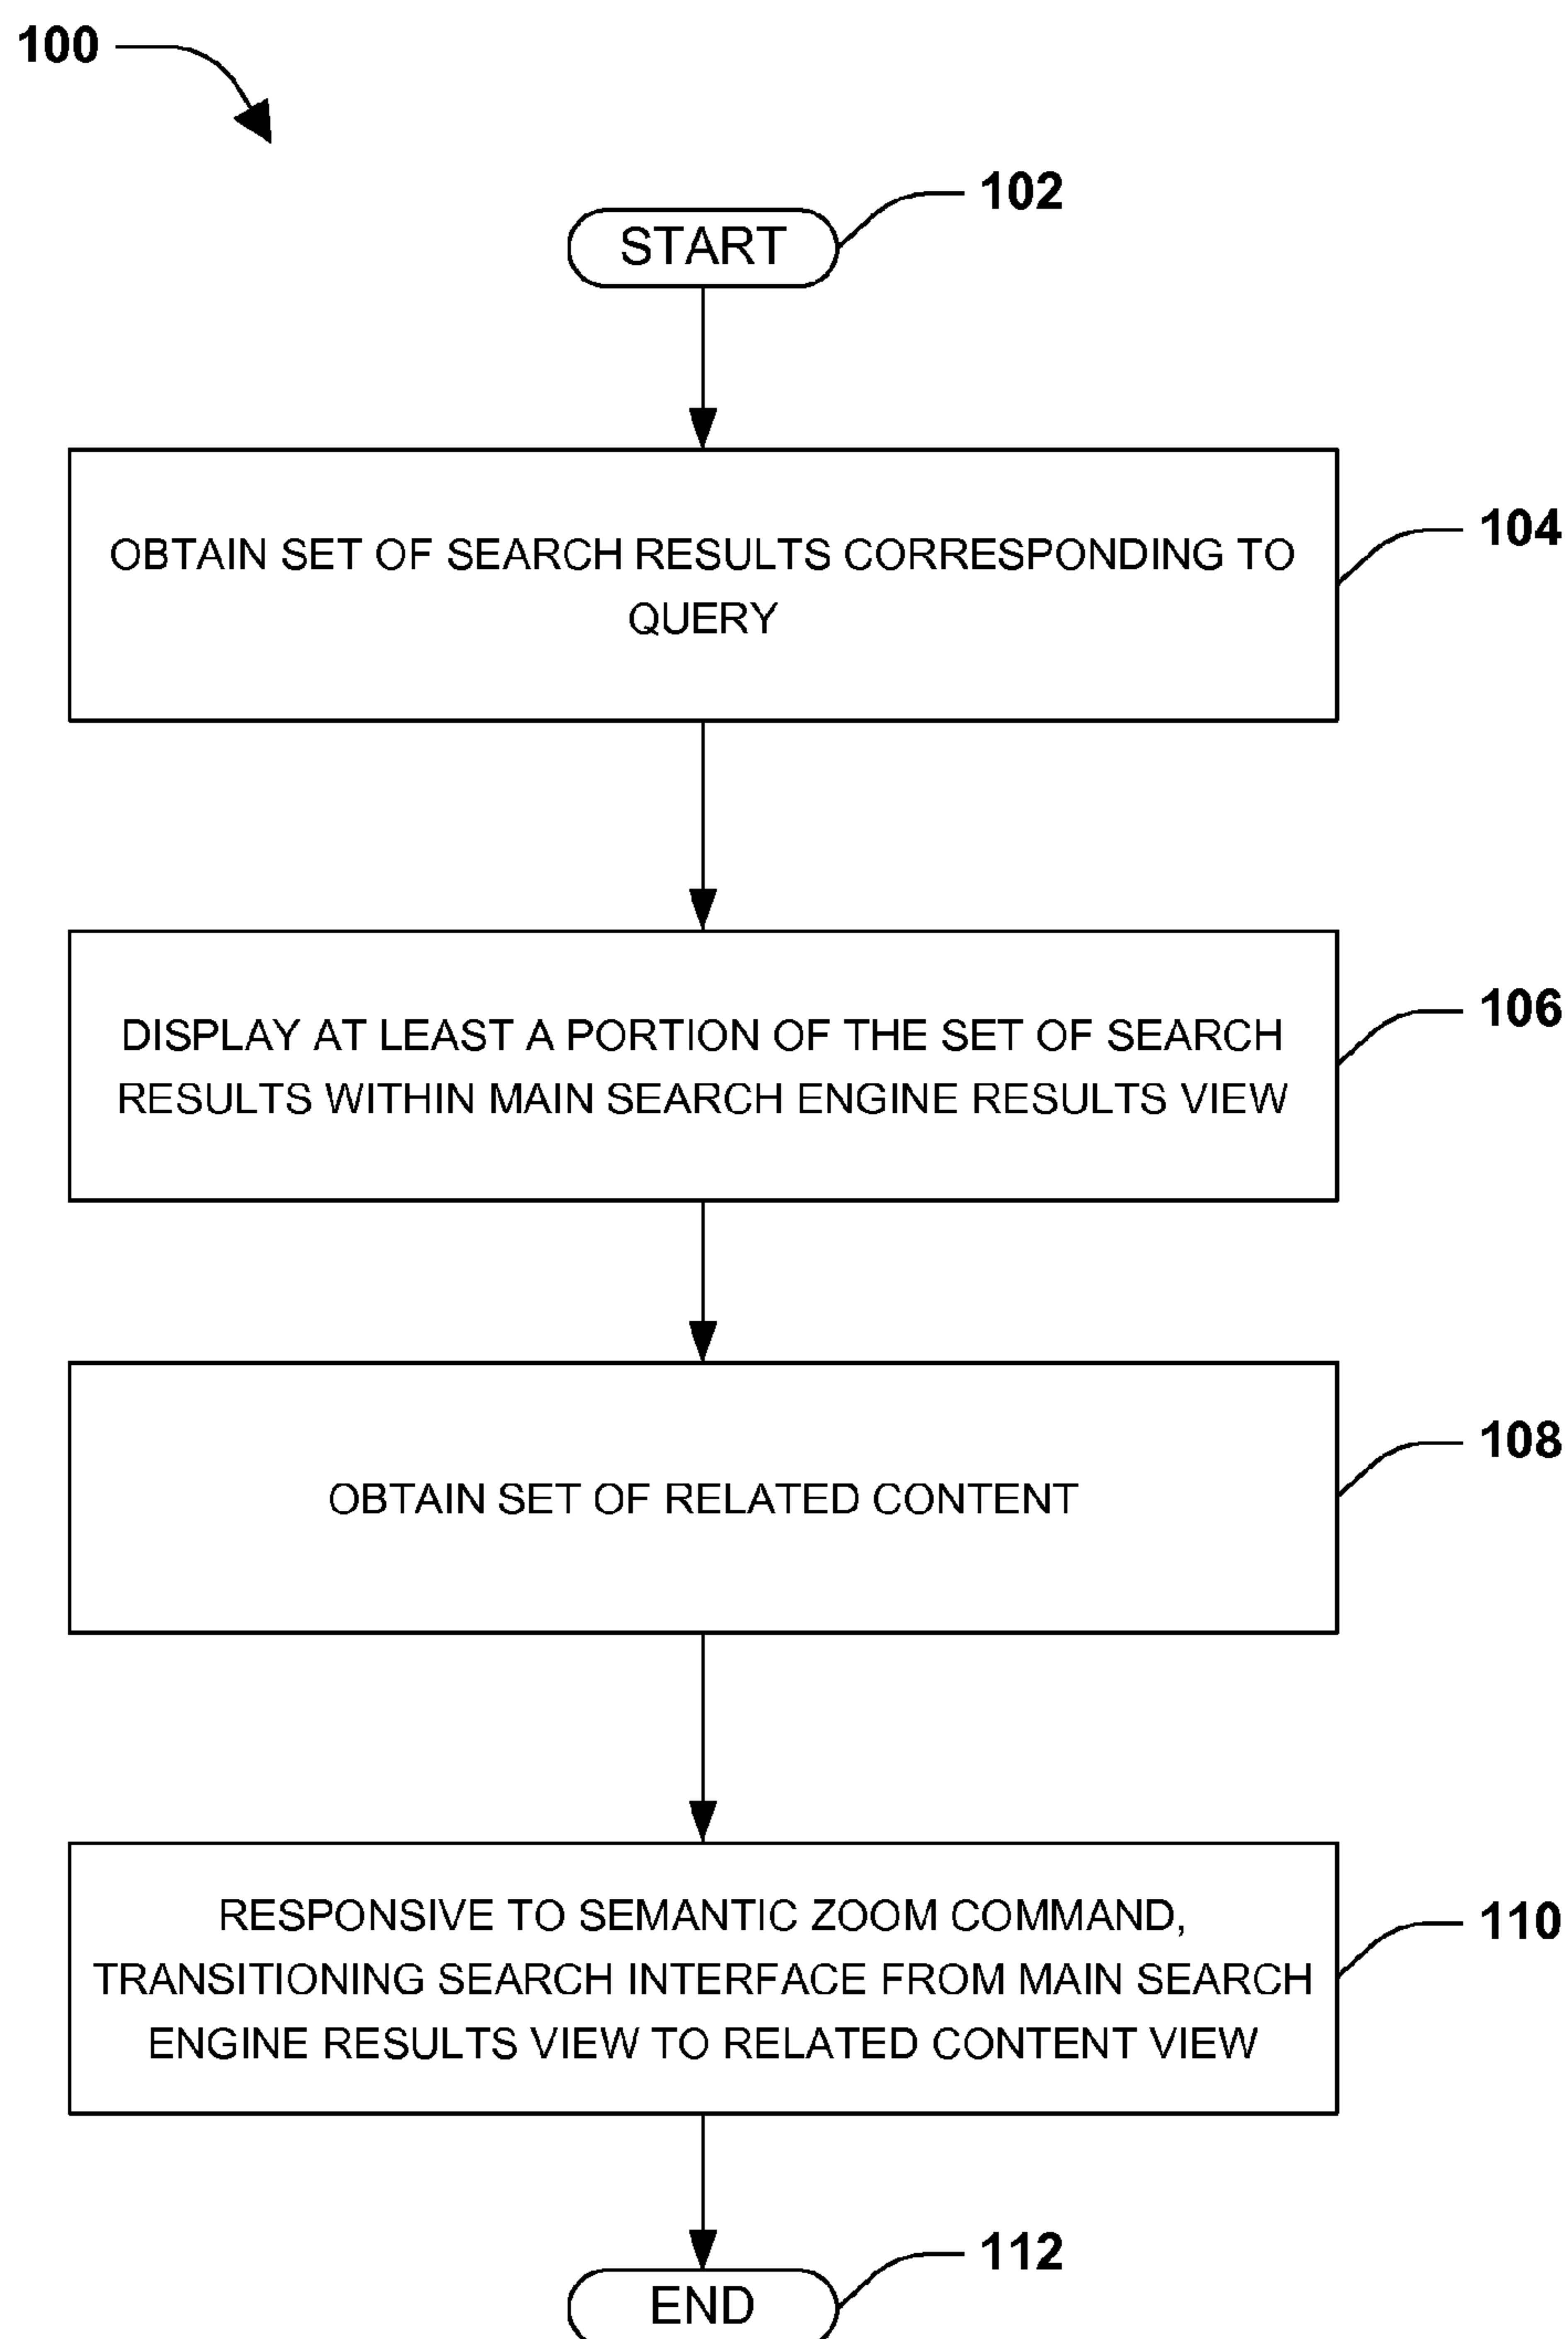 100
102
START
104
OBTAIN SET OF SEARCH RESULTS CORRESPONDING TO
QUERY
106
DISPLAY AT LEAST A PORTION OF THE SET OF SEARCH
RESULTS WITHIN MAIN SEARCH ENGINE RESULTS VIEW
108
OBTAIN SET OF RELATED CONTENT
110
RESPONSIVE TO SEMANTIC ZOOM COMMAND,
TRANSITIONING SEARCH INTERFACE FROM MAIN SEARCH
ENGINE RESULTS VIEW TO RELATED CONTENT VIEW
112
END